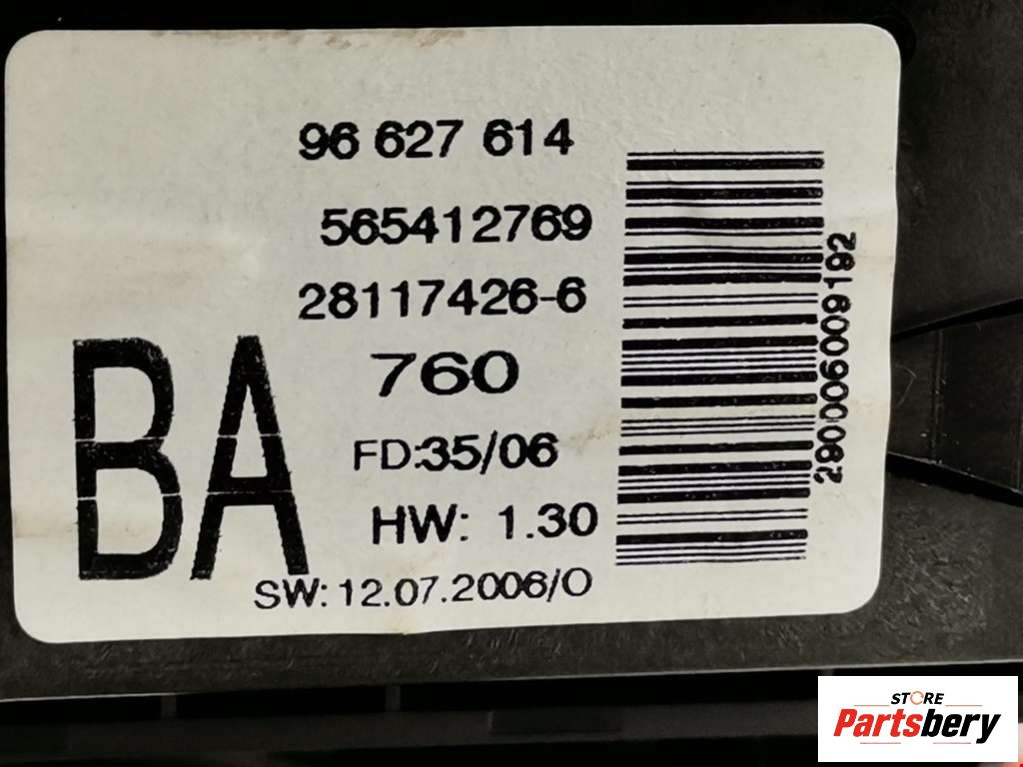 96 627 614
565412769
28117426-6
760
BA
FD:35/06
HW: 1.30
SW: 12.07.2006/O
290006009192
STORE
Partsbery